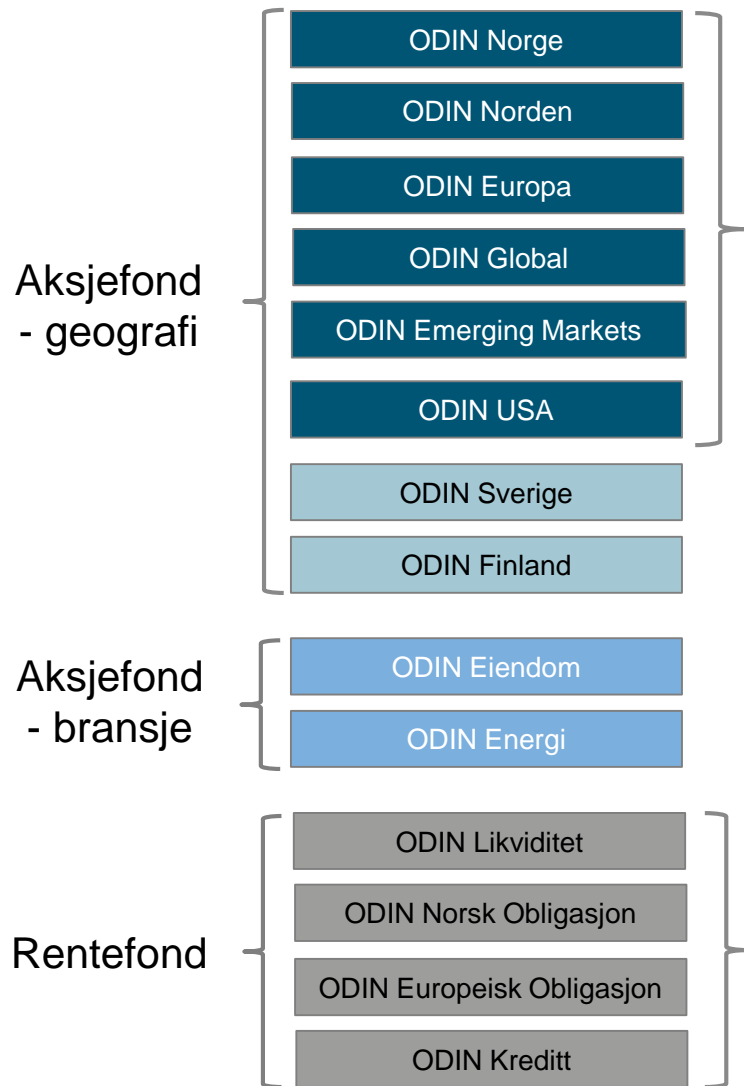 Aksjefond
- geografi
ODIN Norge
ODIN Norden
ODIN Europa
ODIN Global
ODIN Emerging Markets
ODIN USA
ODIN Sverige
ODIN Finland
Aksjefond
- bransje
ODIN Eiendom
ODIN Energi
Rentefond
ODIN Likviditet
ODIN Norsk Obligasjon
ODIN Europeisk Obligasjon
ODIN Kreditt